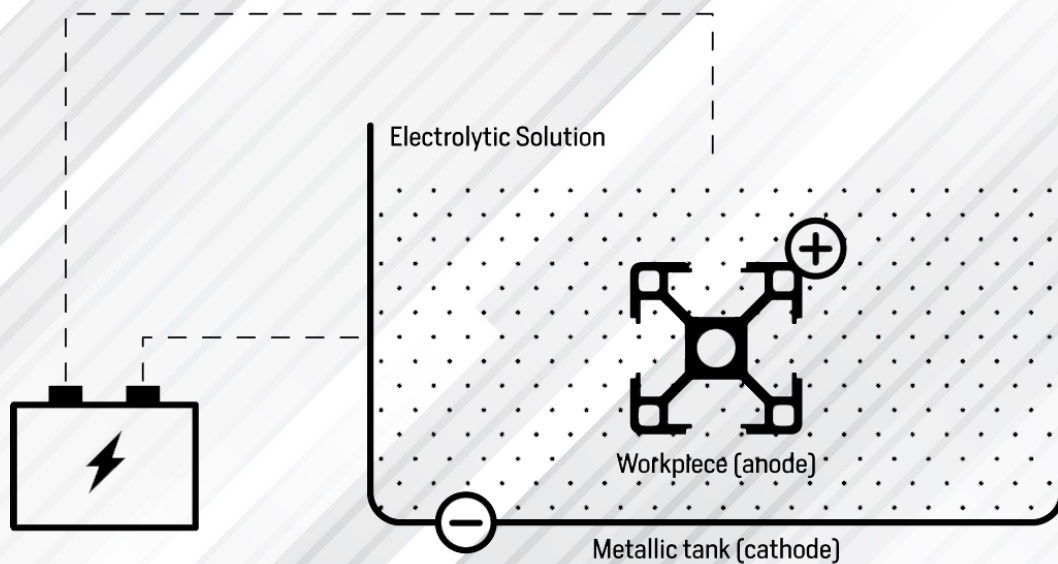 Electrolytic Solution
+
Workpiece (anode)
−
Metallic tank (cathode)